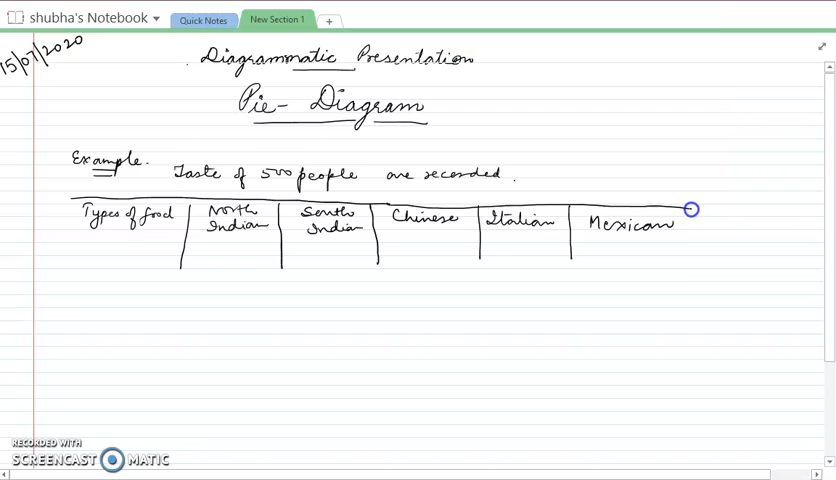 shubha's Notebook
Quick Notes
New Section 1
+
15/07/2020
Diagrammatic Presentation
Pie- Diagram
Example.
Taste of 500 people are recorded.
Types of food
North Indian
South Indian
Chinese
Italian
Mexican
RECORDED WITH
SCREENCAST MATIC